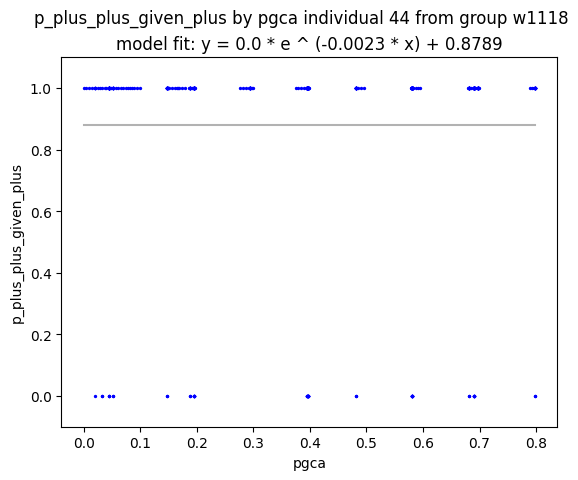 p_plus_plus_given_plus by pgca individual 44 from group w1118
model fit: y = 0.0 * e ^ (-0.0023 * x) + 0.8789
1.0
0.8
0.6
0.4
0.2
0.0
p_plus_plus_given_plus
0.0 0.1 0.2 0.3 0.4 0.5 0.6 0.7 0.8
pgca